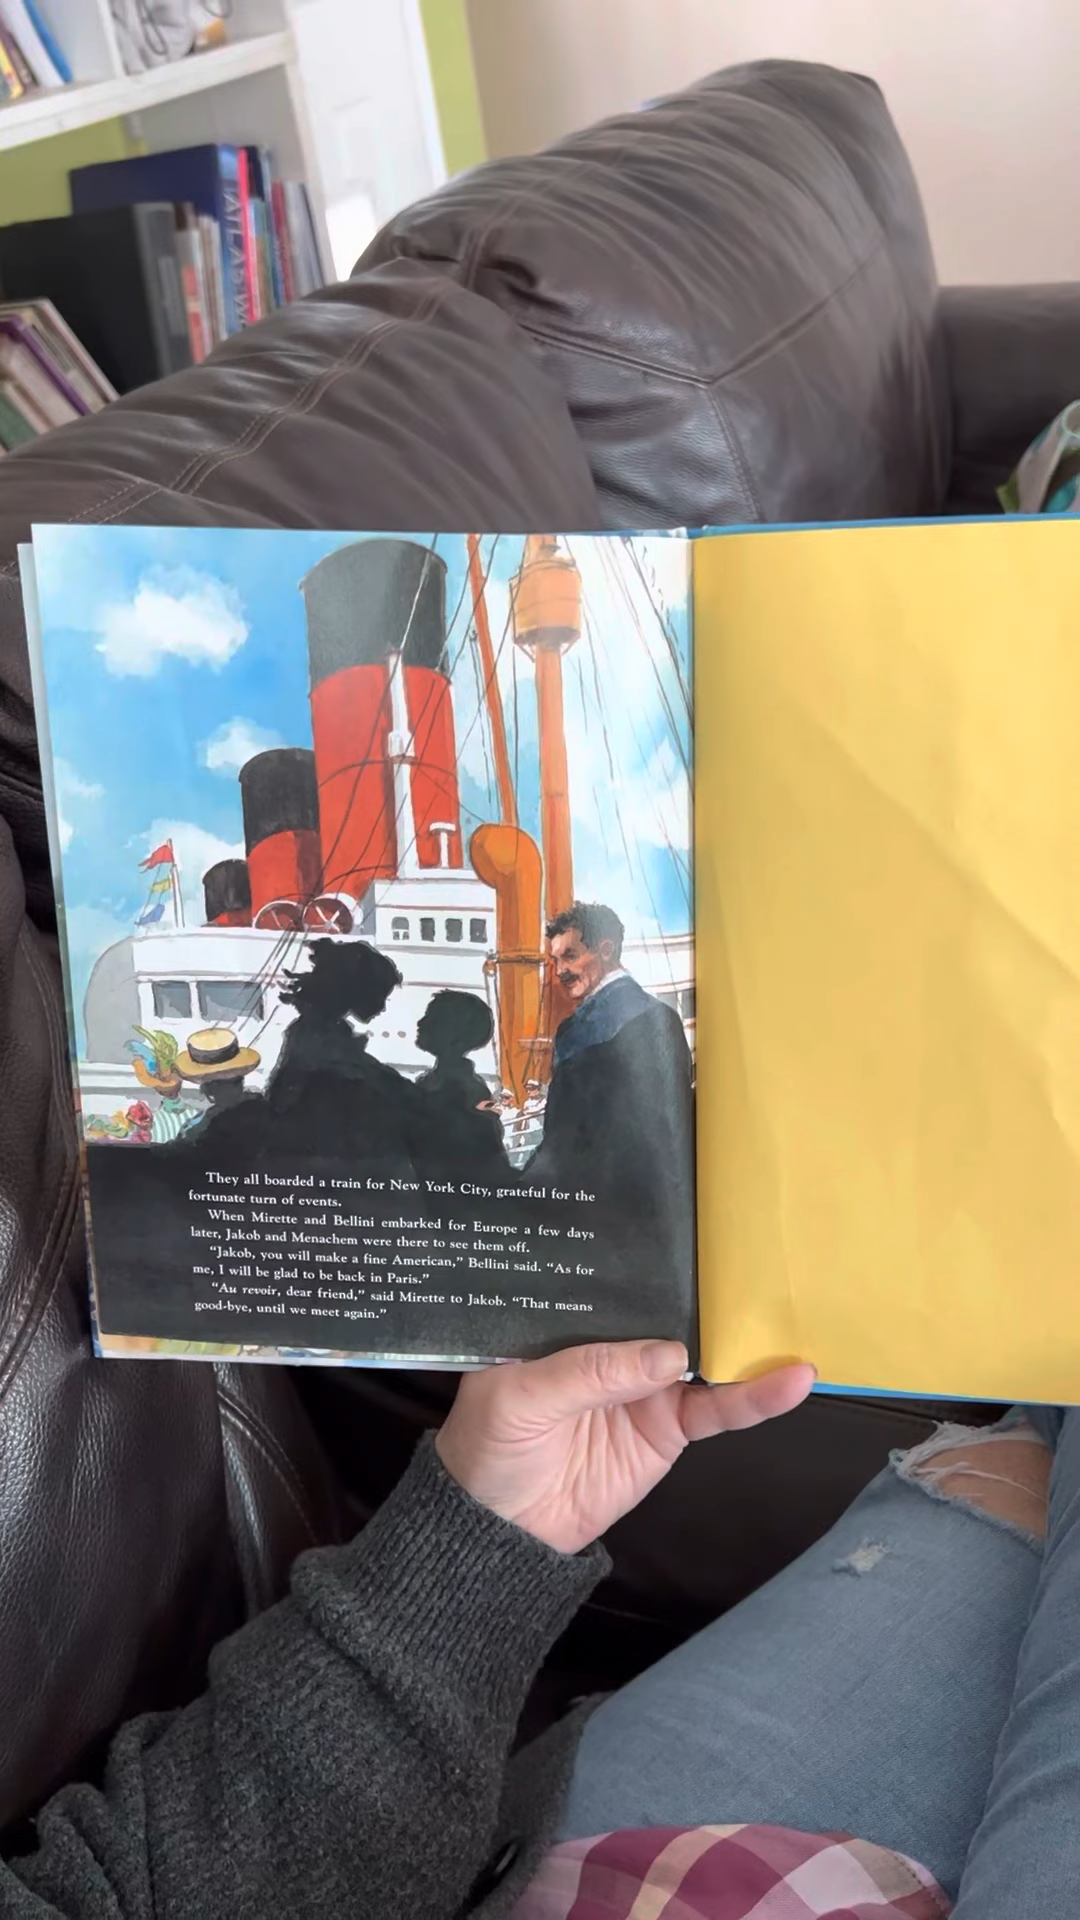 ATLAS W
They all boarded a train for New York City, grateful for the
fortunate turn of events.
When Mirette and Bellini embarked for Europe a few days
later, Jakob and Menachem were there to see them off.
“Jakob, you will make a fine American,” Bellini said. “As for
me, I will be glad to be back in Paris.”
“Au revoir, dear friend,” said Mirette to Jakob. “That means
good-bye, until we meet again.”